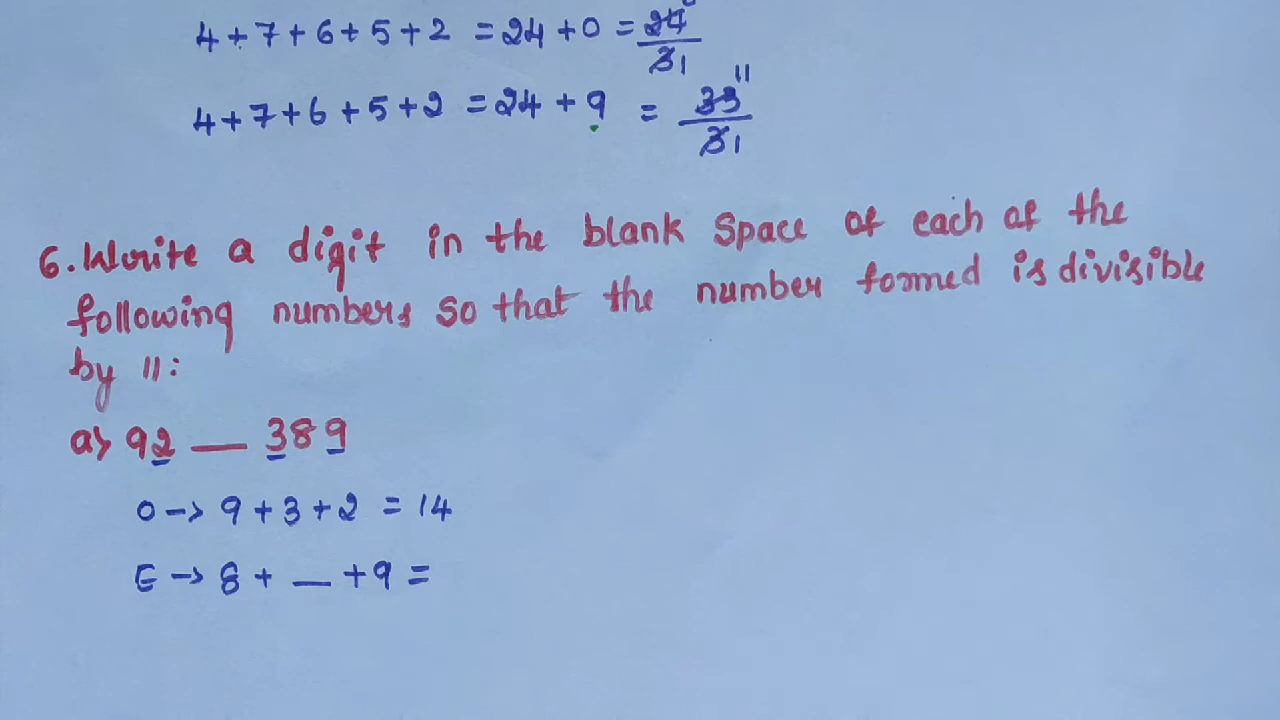 4+7+6+5+2 = 24+0 = 24/3 1
11
4+7+6+5+2 = 24 + 9 = 33/3 1
6. Write a digit in the blank space of each of the
following numbers so that the number formed is divisible
by 11:
a) 92 __ 389
O -> 9+3+2 = 14
E -> 8 + __ + 9 =